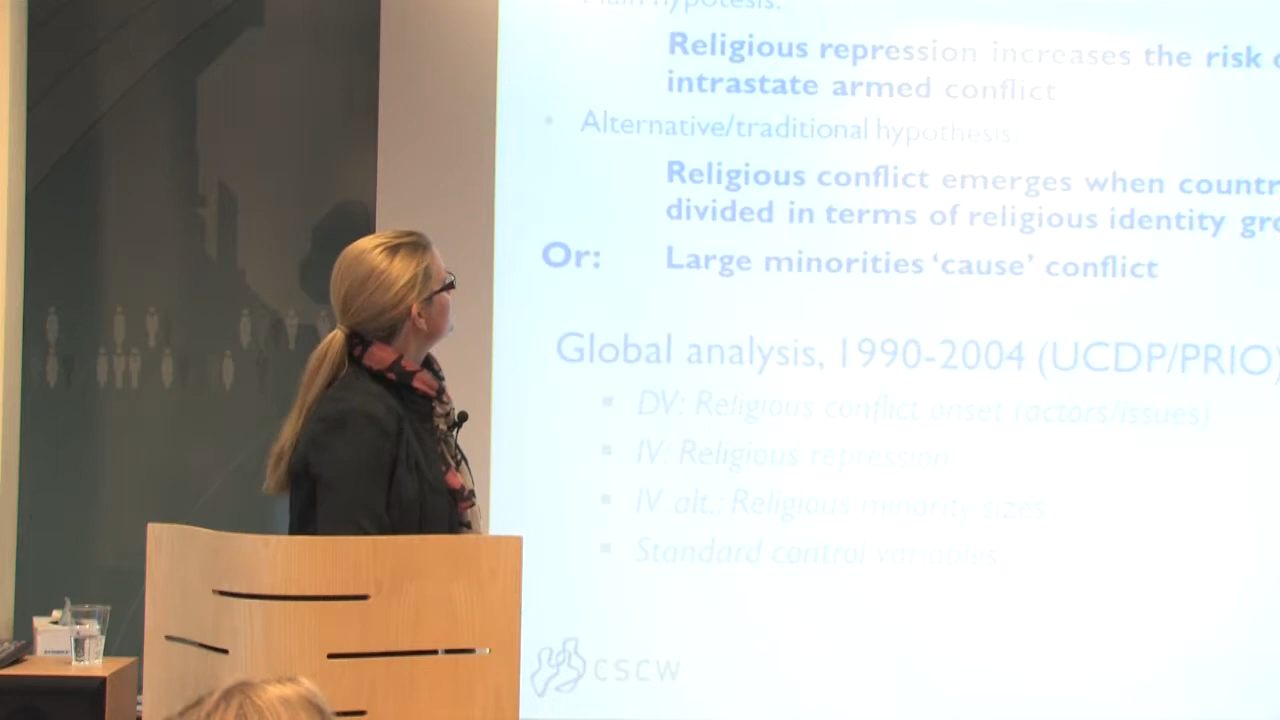 Main hypotesis:
Religious repression increases the risk
intrastate armed conflict
• Alternative/traditional hypothesis:
Religious conflict emerges when
divided in terms of religious identity
Or: Large minorities ‘cause’ conflict
Global analysis, 1990-2004 (UCDP/PRIO)
▪ DV: Religious conflict onset (actors/issues)
▪ IV: Religious repression
▪ IV alt.: Religious minority sizes
▪ Standard control variables
CSCW